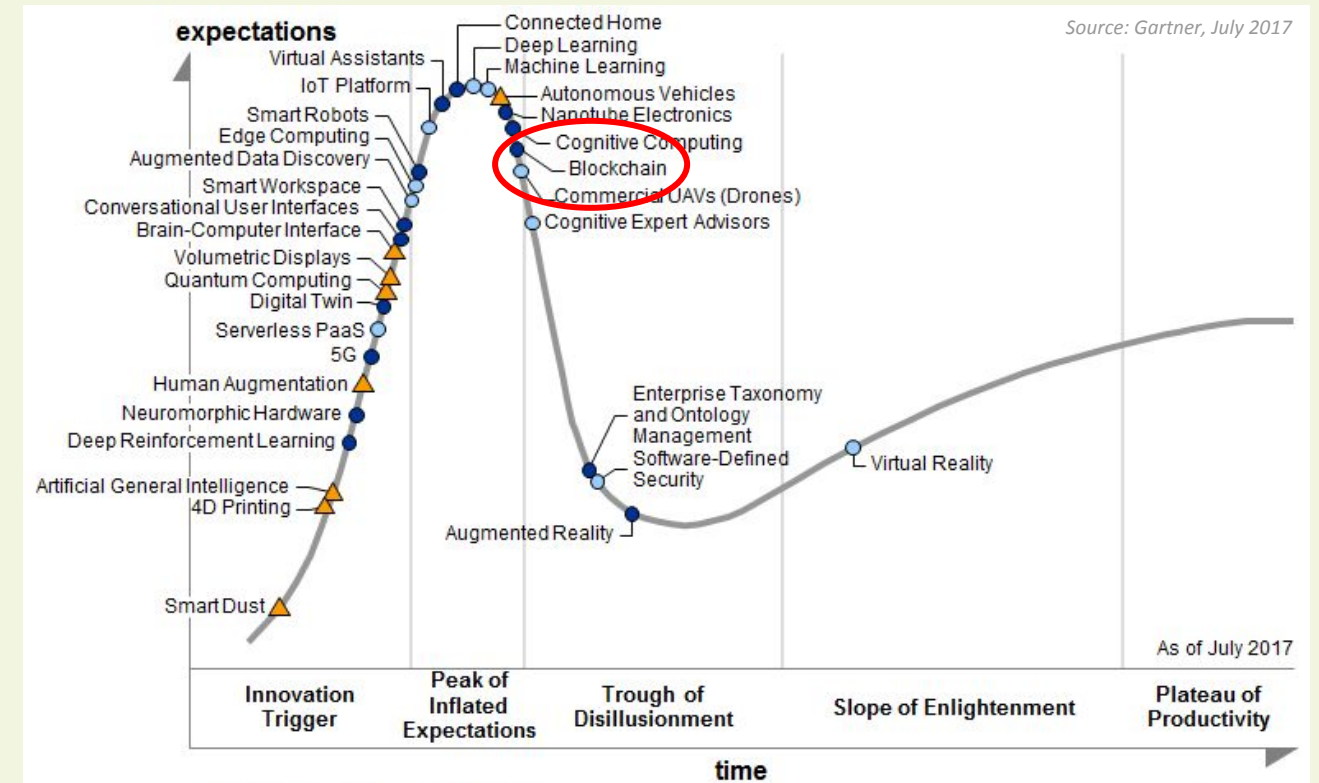 expectations
Source: Gartner, July 2017
Connected Home
Deep Learning
Machine Learning
Autonomous Vehicles
Nanotube Electronics
Cognitive Computing
Blockchain
Commercial UAVs (Drones)
Cognitive Expert Advisors
Virtual Assistants
IoT Platform
Smart Robots
Edge Computing
Augmented Data Discovery
Smart Workspace
Conversational User Interfaces
Brain-Computer Interface
Volumetric Displays
Quantum Computing
Digital Twin
Serverless PaaS
5G
Human Augmentation
Neuromorphic Hardware
Deep Reinforcement Learning
Artificial General Intelligence
4D Printing
Smart Dust
Enterprise Taxonomy
and Ontology
Management
Software-Defined
Security
Augmented Reality
Virtual Reality
As of July 2017
Innovation
Trigger
Peak of
Inflated
Expectations
Trough of
Disillusionment
Slope of Enlightenment
Plateau of
Productivity
time